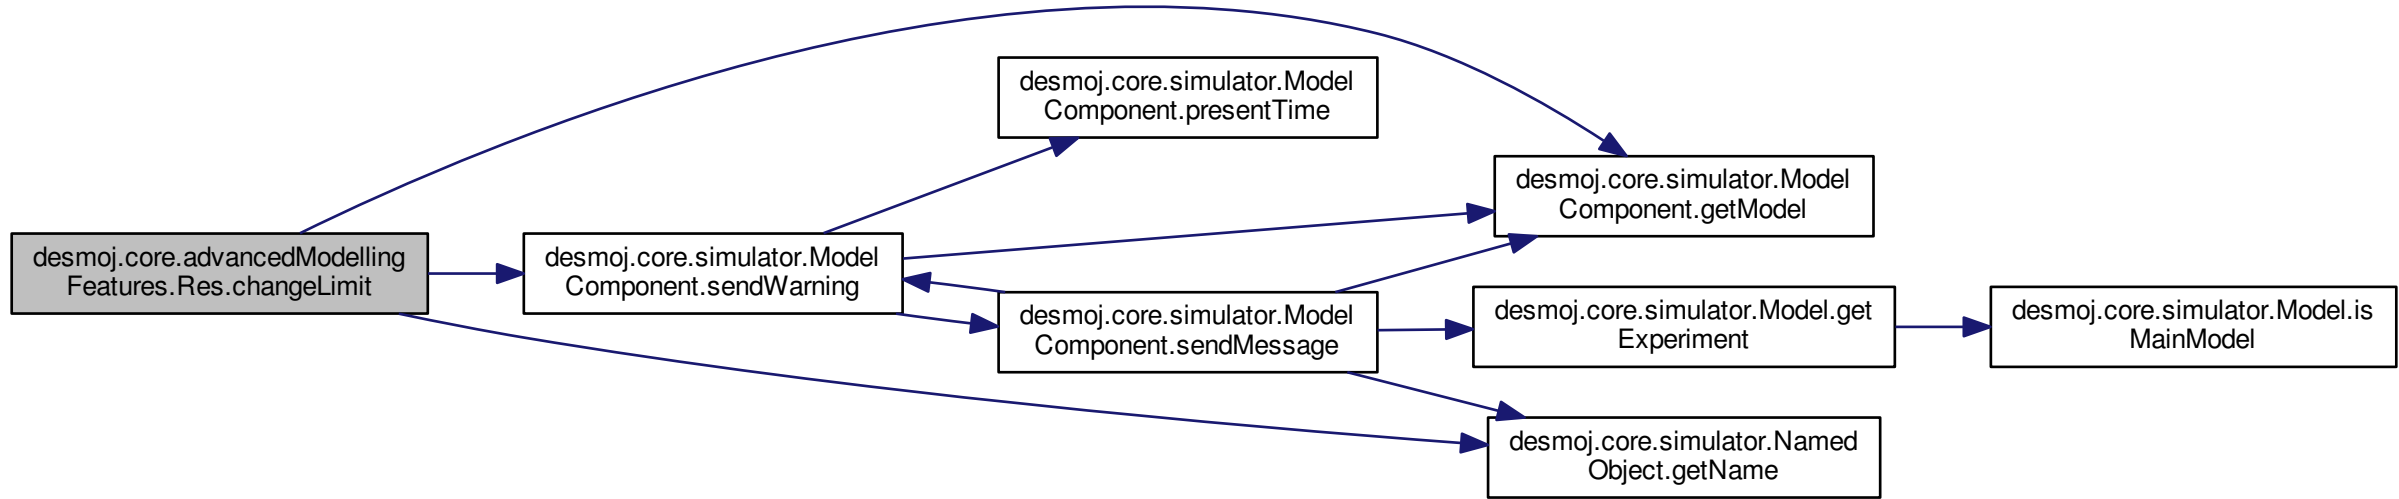 desmoj.core.advancedModelling
Features.Res.changeLimit
desmoj.core.simulator.Model
Component.sendWarning
desmoj.core.simulator.Model
Component.presentTime
desmoj.core.simulator.Model
Component.sendMessage
desmoj.core.simulator.Model
Component.getModel
desmoj.core.simulator.Model.get
Experiment
desmoj.core.simulator.Named
Object.getName
desmoj.core.simulator.Model.is
MainModel